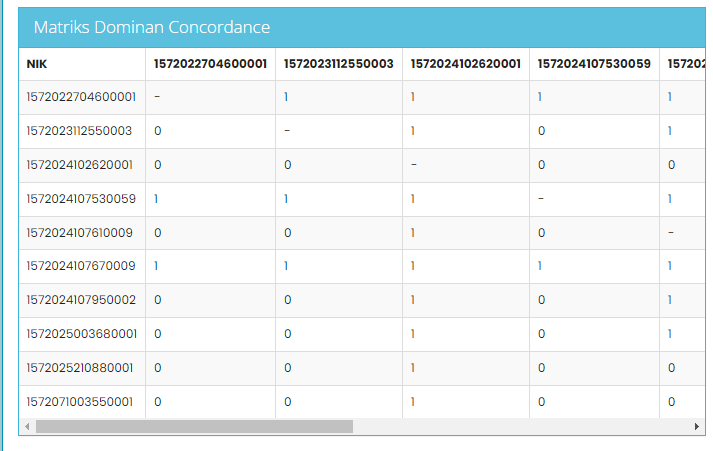 Matriks Dominan Concordance
NIK 1572022704600001 1572023112550003 1572024102620001 1572024107530059 15720
1572022704600001 - 1 1 1 1
1572023112550003 0 - 1 0 1
1572024102620001 0 0 - 0 0
1572024107530059 1 1 1 - 1
1572024107610009 0 0 1 0 -
1572024107670009 1 1 1 1 1
1572024107950002 0 0 1 0 1
1572025003680001 0 0 1 0 1
1572025210880001 0 0 1 0 0
1572071003550001 0 0 1 0 0